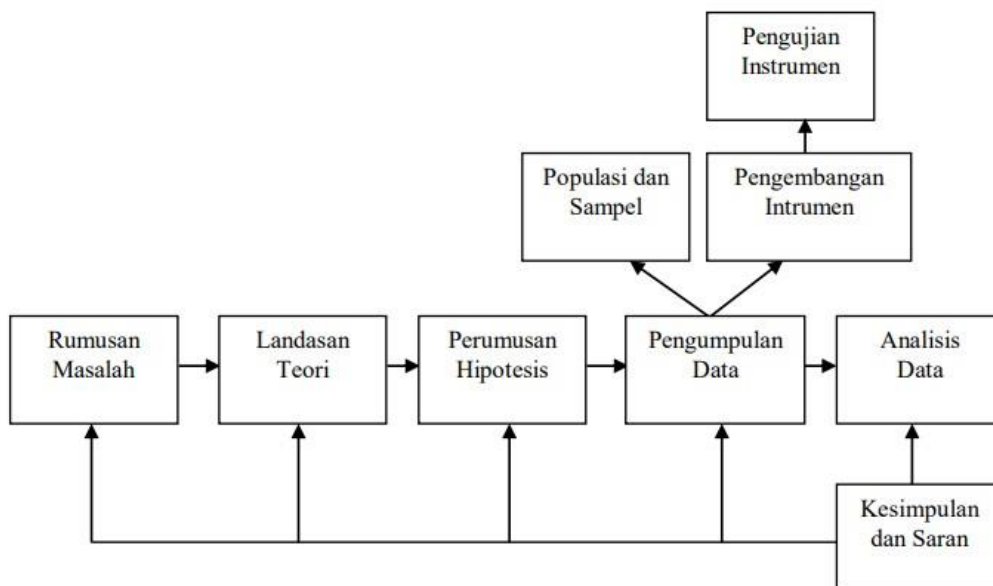 Pengujian
Instrumen
Populasi dan
Sampel
Pengembangan
Intrumen
Rumusan
Masalah
Landasan
Teori
Perumusan
Hipotesis
Pengumpulan
Data
Analisis
Data
Kesimpulan
dan Saran